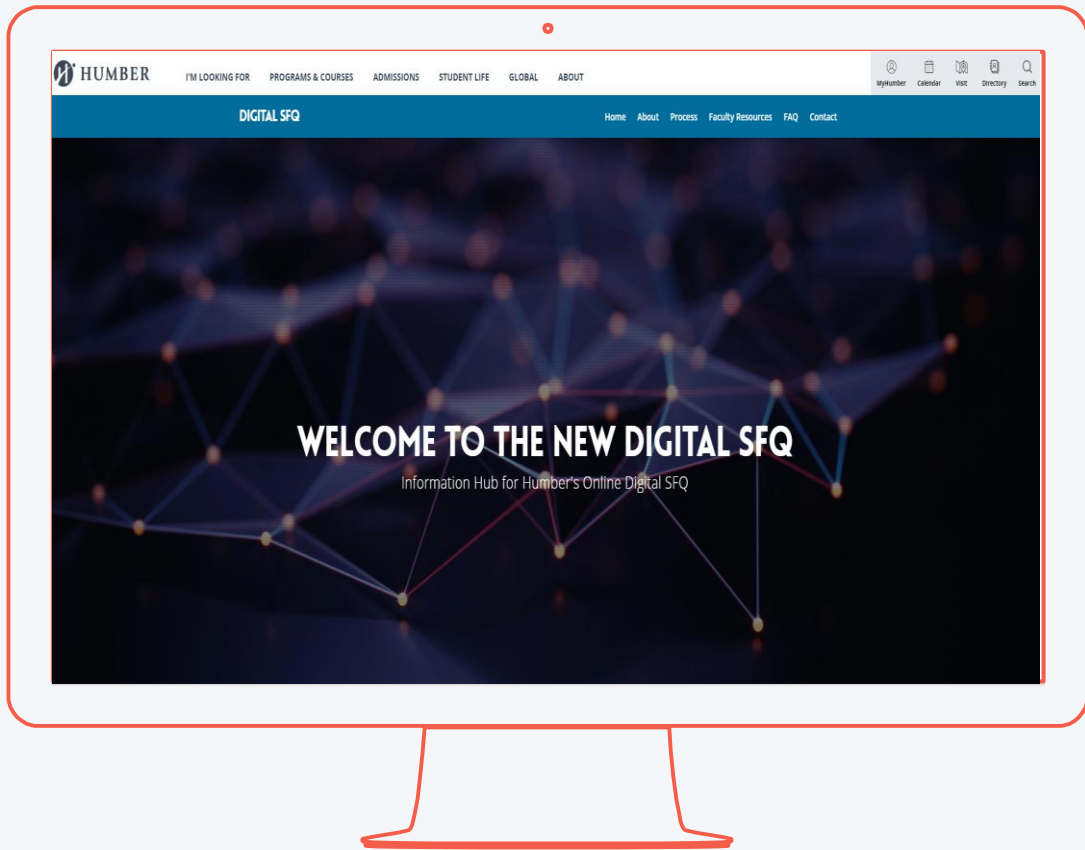 HUMBER
I'M LOOKING FOR PROGRAMS & COURSES ADMISSIONS STUDENT LIFE GLOBAL ABOUT
MyHumber Calendar Visit Directory Search
DIGITAL SFQ
Home About Process Faculty Resources FAQ Contact
WELCOME TO THE NEW DIGITAL SFQ
Information Hub for Humber's Online Digital SFQ